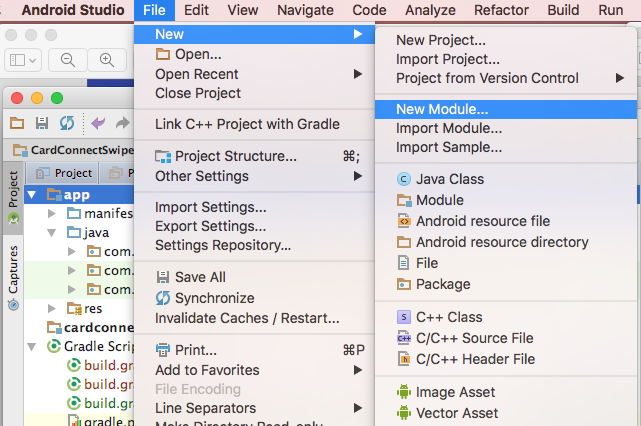 Android Studio File Edit View Navigate Code Analyze Refactor Build Run
New
Open...
Open Recent
Close Project
Link C++ Project with Gradle
Project Structure... ⌘;
Other Settings
Import Settings...
Export Settings...
Settings Repository...
Save All
Synchronize
Invalidate Caches / Restart...
Print... ⌘P
Add to Favorites
File Encoding
Line Separators
Make Directory Read-only
New Project...
Import Project...
Project from Version Control
New Module...
Import Module...
Import Sample...
Java Class
Module
Android resource file
Android resource directory
File
Package
C++ Class
C/C++ Source File
C/C++ Header File
Image Asset
Vector Asset
CardConnectSwipe
Project
Project
Captures
app
manifes
java
com.
com.
com.
res
cardconne
Gradle Scrip
build.gr
build.gr
build.gr
gradle.p